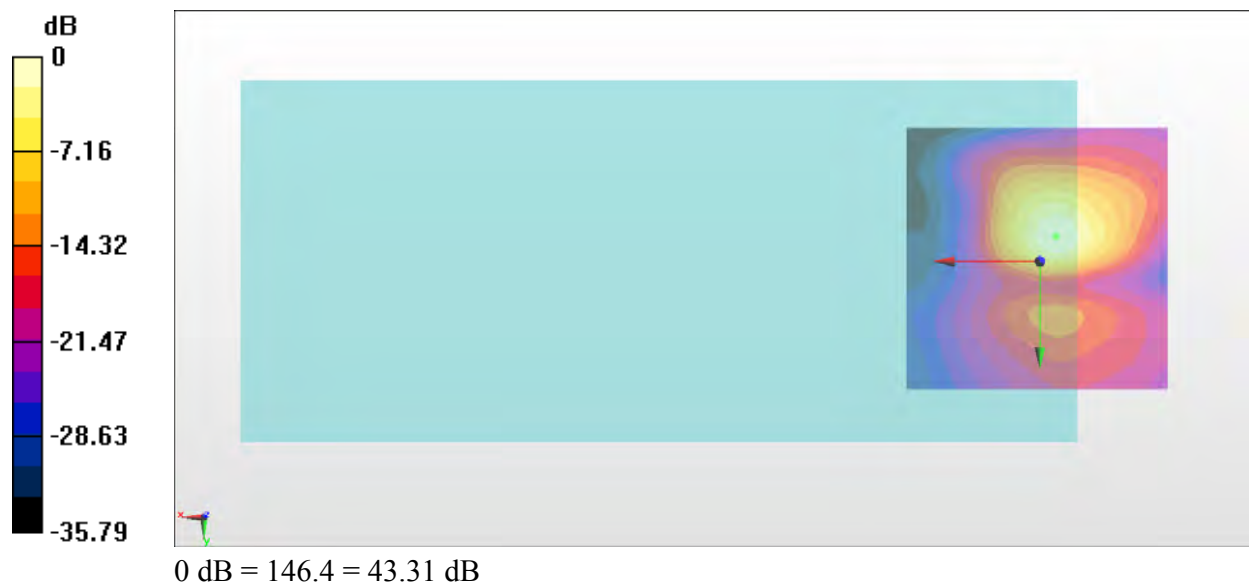 dB
0
-7.16
-14.32
-21.47
-28.63
-35.79
x
z
y
0 dB = 146.4 = 43.31 dB